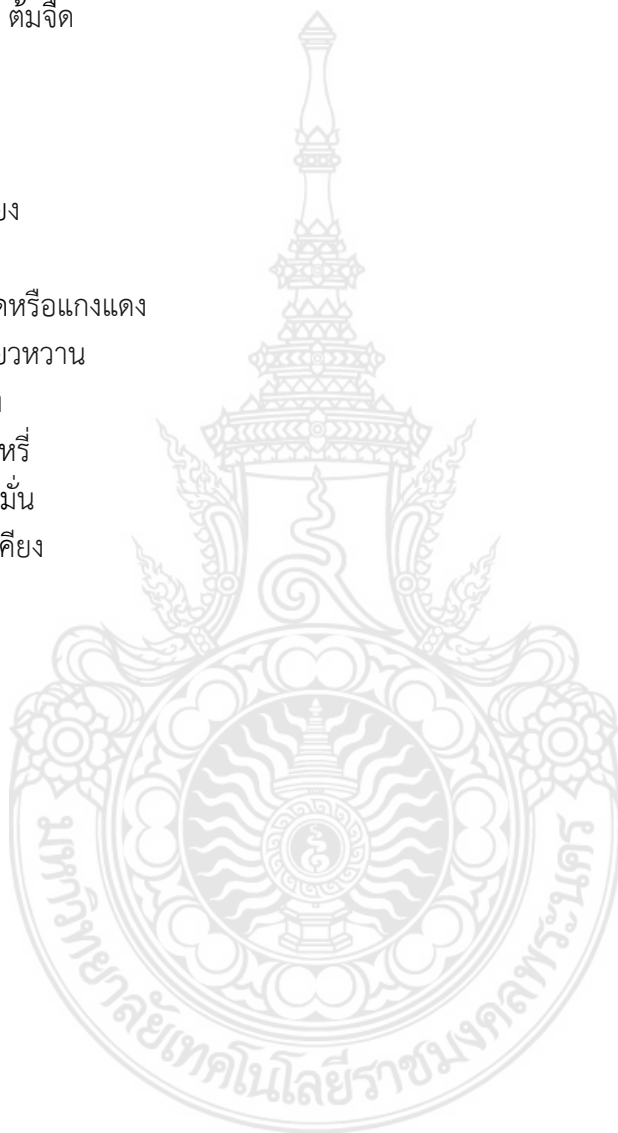 ต้มจืด
ยง
ดหรือแกงแดง
ยวหวาน
หรี่
มั่น
คียง
มหาวิทยาลัยเทคโนโลยีราชมงคลพระนคร